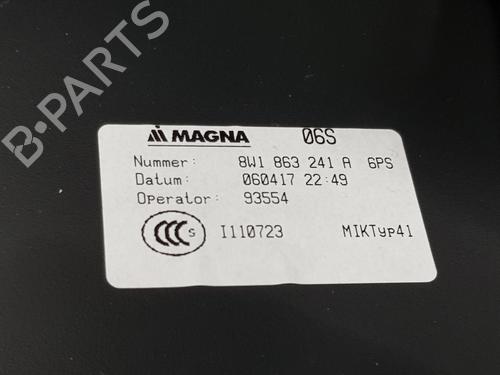 B-PARTS
MAGNA 06S
Nummer: 8W1 863 241 A 6PS
Datum: 060417 22:49
Operator: 93554
CCC S I110723 MIKTyp41